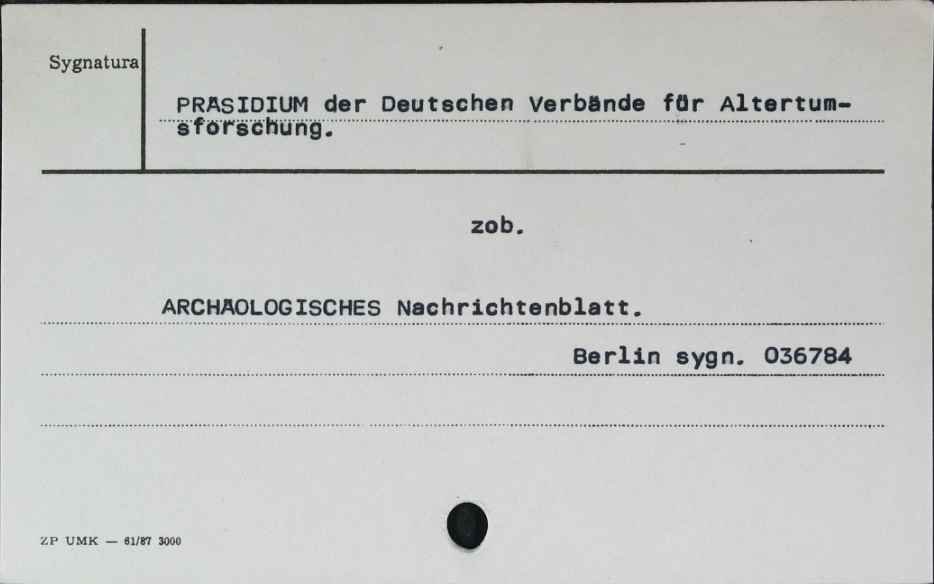 Sygnatura
PRÄSIDIUM der Deutschen Verbände für Altertum-
sforschung.
zob.
ARCHÄOLOGISCHES Nachrichtenblatt.
Berlin sygn. 036784
ZP UMK — 61/87 3000